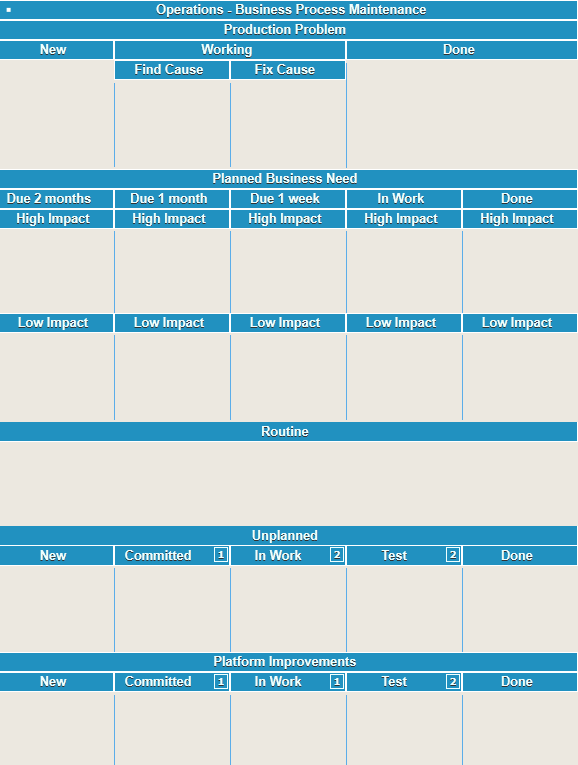 Operations - Business Process Maintenance
Production Problem
New Working Done
Find Cause Fix Cause
Planned Business Need
Due 2 months Due 1 month Due 1 week In Work Done
High Impact High Impact High Impact High Impact High Impact
Low Impact Low Impact Low Impact Low Impact Low Impact
Routine
Unplanned
New Committed 1 In Work 2 Test 2 Done
Platform Improvements
New Committed 1 In Work 1 Test 2 Done